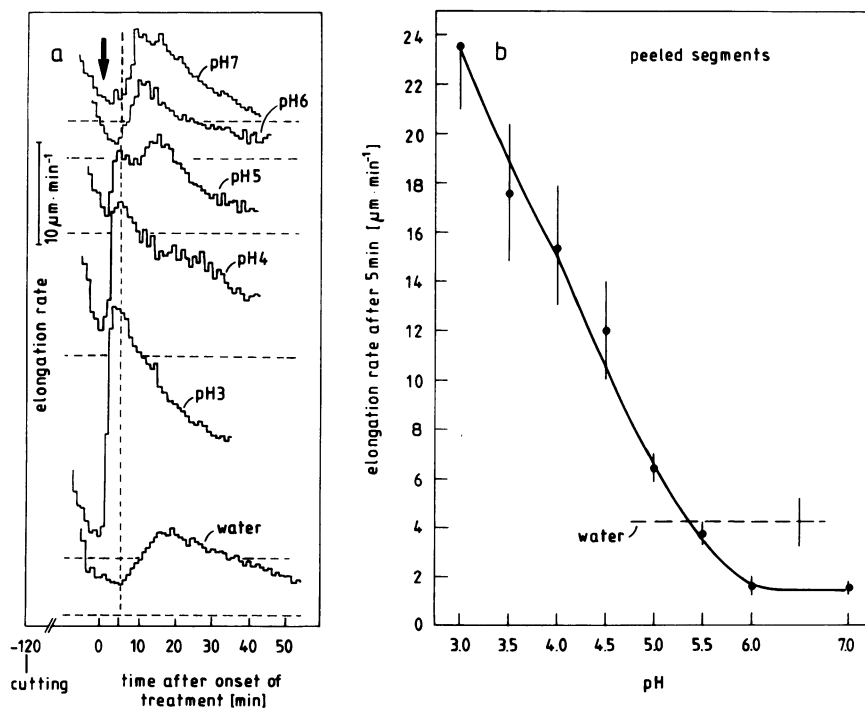 a
pH7
pH6
pH5
pH4
pH3
water
10 µm · min⁻¹
elongation rate
-120
0
10
20
30
40
50
cutting
time after onset of
treatment [min]
b
peeled segments
elongation rate after 5min [µm·min⁻¹]
24
22
20
18
16
14
12
10
8
6
4
2
0
water
3.0
3.5
4.0
4.5
5.0
5.5
6.0
7.0
pH